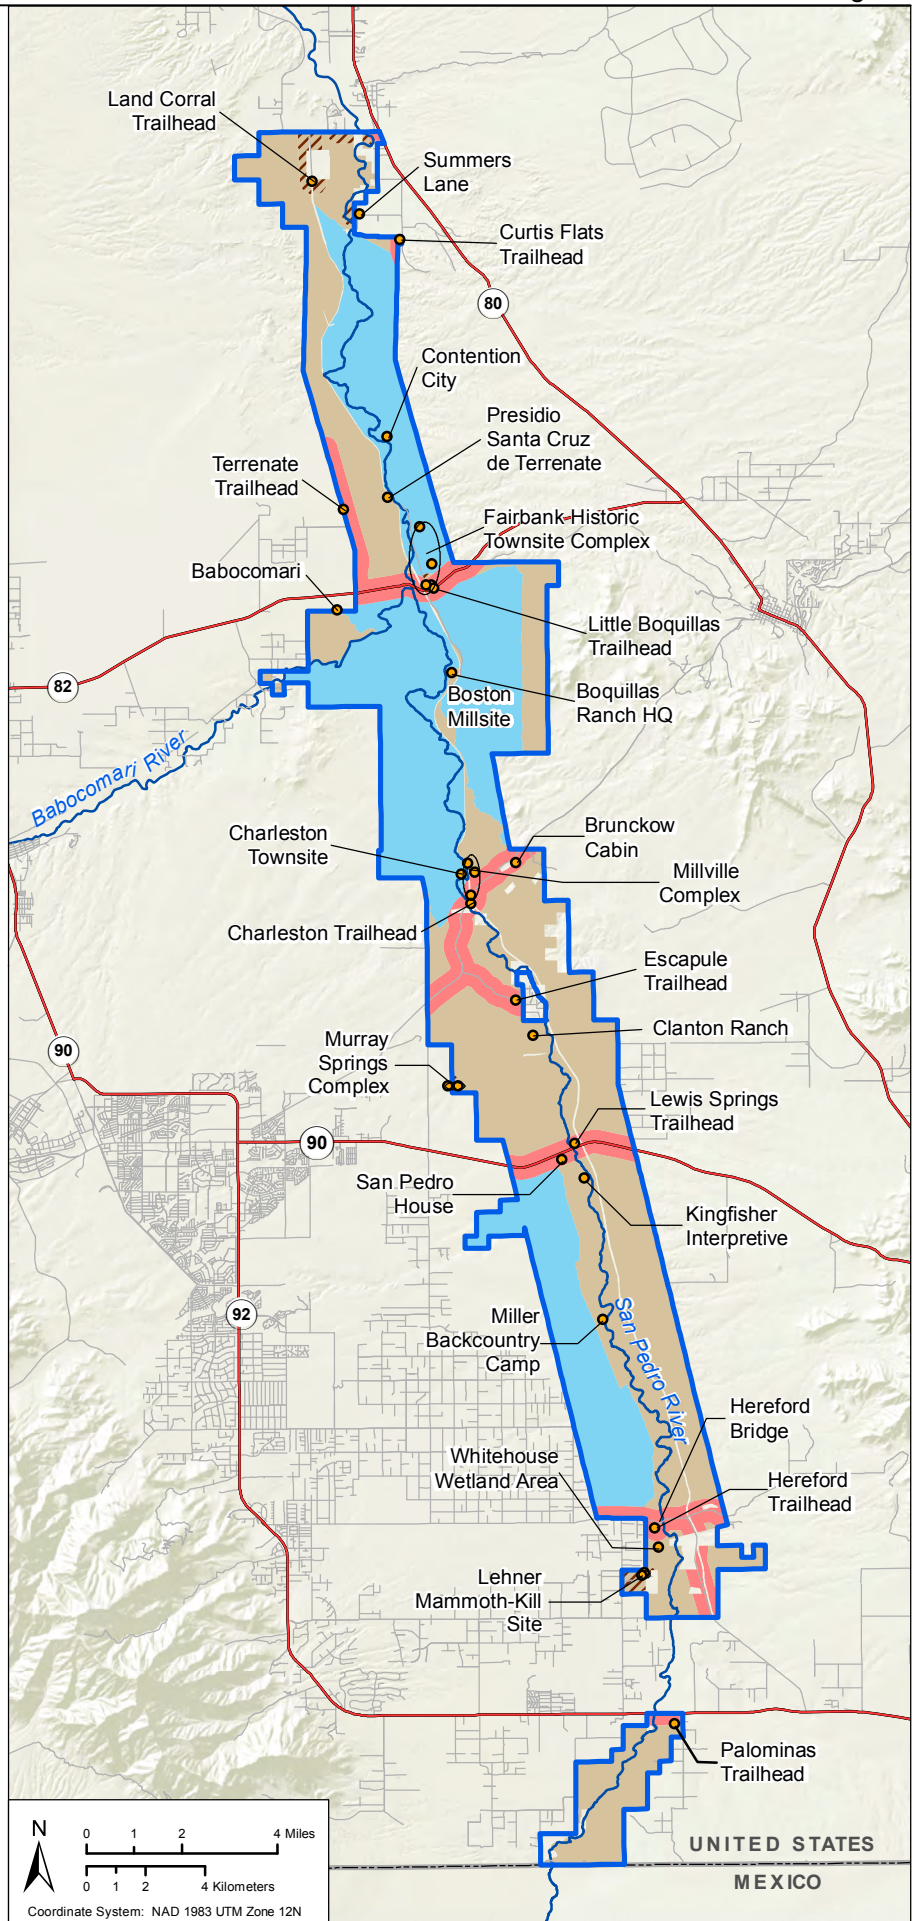 Land Corral
Trailhead
Summers
Lane
Curtis Flats
Trailhead
80
Contention
City
Presidio
Santa Cruz
de Terrenate
Terrenate
Trailhead
Fairbank Historic
Townsite Complex
Babocomari
Little Boquillas
Trailhead
82
Boston
Millsite
Boquillas
Ranch HQ
Babocomari River
Charleston
Townsite
Brunckow
Cabin
Millville
Complex
Charleston Trailhead
Escapule
Trailhead
Clanton Ranch
90
Murray
Springs
Complex
Lewis Springs
Trailhead
90
San Pedro
House
Kingfisher
Interpretive
92
Miller
Backcountry
Camp
San Pedro River
Hereford
Bridge
Whitehouse
Wetland Area
Hereford
Trailhead
Lehner
Mammoth-Kill
Site
Palominas
Trailhead
N
0 1 2 4 Miles
0 1 2 4 Kilometers
Coordinate System: NAD 1983 UTM Zone 12N
UNITED STATES
MEXICO